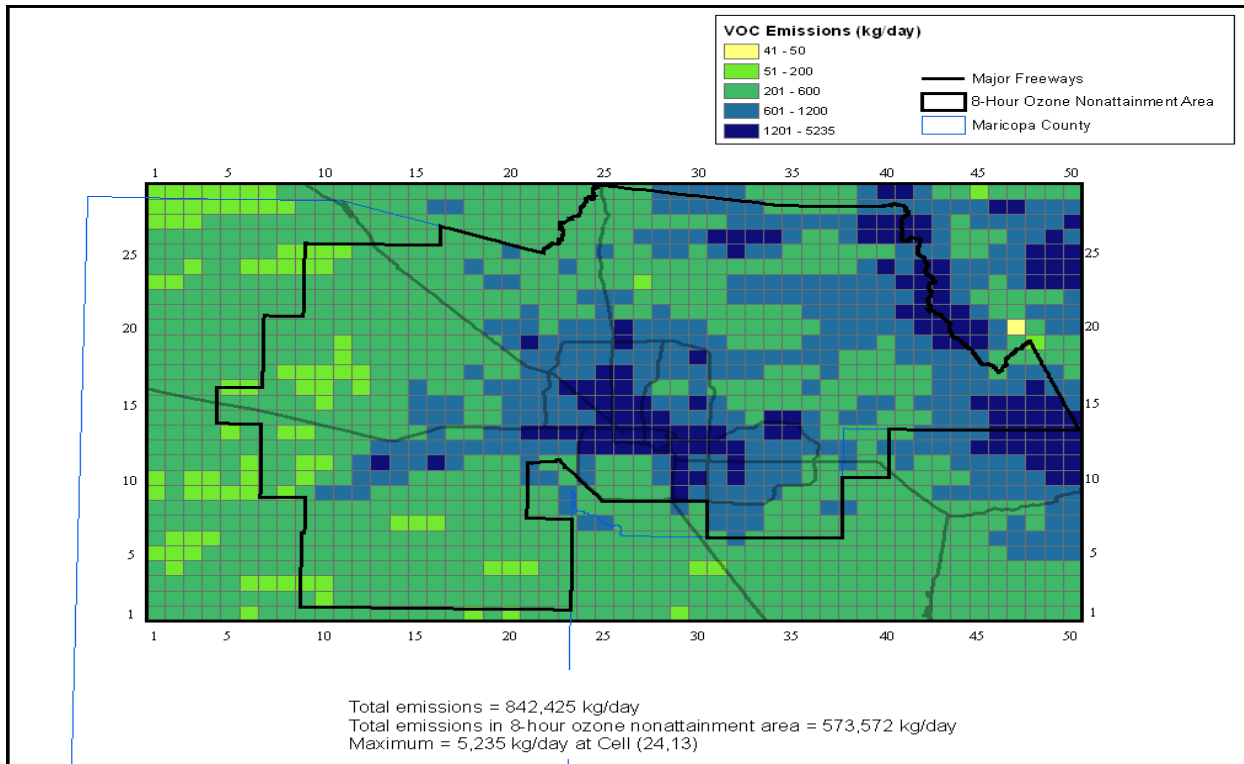 VOC Emissions (kg/day)
41 - 50
51 - 200
201 - 600
601 - 1200
1201 - 5235
Major Freeways
8-Hour Ozone Nonattainment Area
Maricopa County
1 5 10 15 20 25 30 35 40 45 50
25 25
20 20
15 15
10 10
5 5
1 1
1 5 10 15 20 25 30 35 40 45 50
Total emissions = 842,425 kg/day
Total emissions in 8-hour ozone nonattainment area = 573,572 kg/day
Maximum = 5,235 kg/day at Cell (24,13)